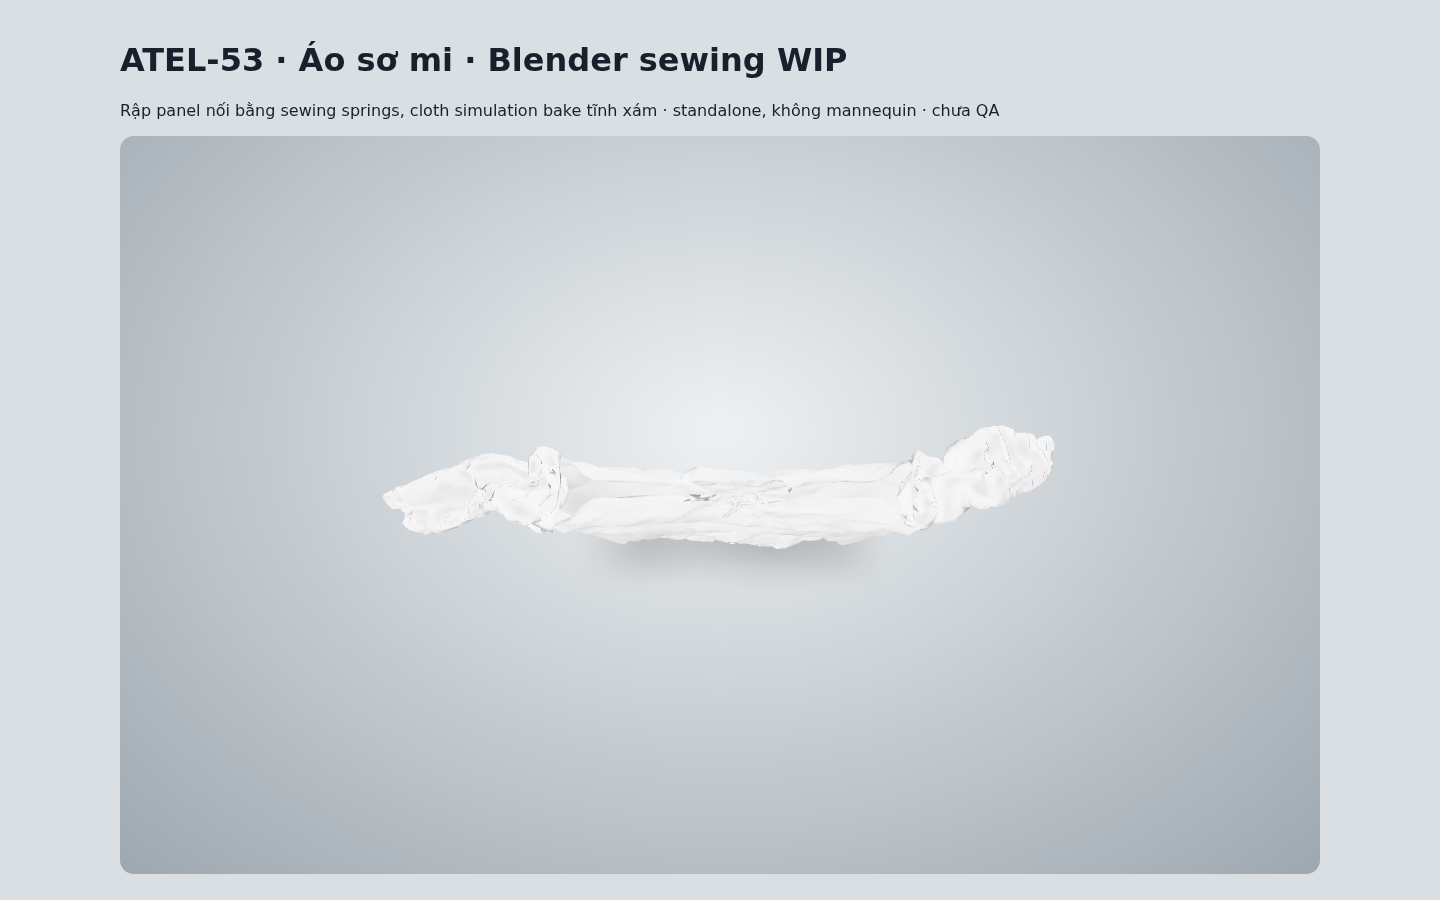 ATEL-53 · Áo sơ mi · Blender sewing WIP
Rập panel nối bằng sewing springs, cloth simulation bake tĩn xám · standalone, không mannequin · chưa QA